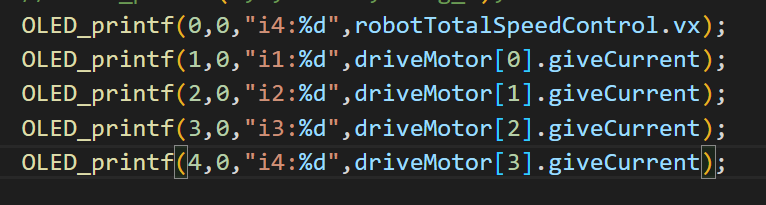 OLED_printf(0,0,"i4:%d",robotTotalSpeedControl.vx);
OLED_printf(1,0,"i1:%d",driveMotor[0].giveCurrent);
OLED_printf(2,0,"i2:%d",driveMotor[1].giveCurrent);
OLED_printf(3,0,"i3:%d",driveMotor[2].giveCurrent);
OLED_printf(4,0,"i4:%d",driveMotor[3].giveCurrent);